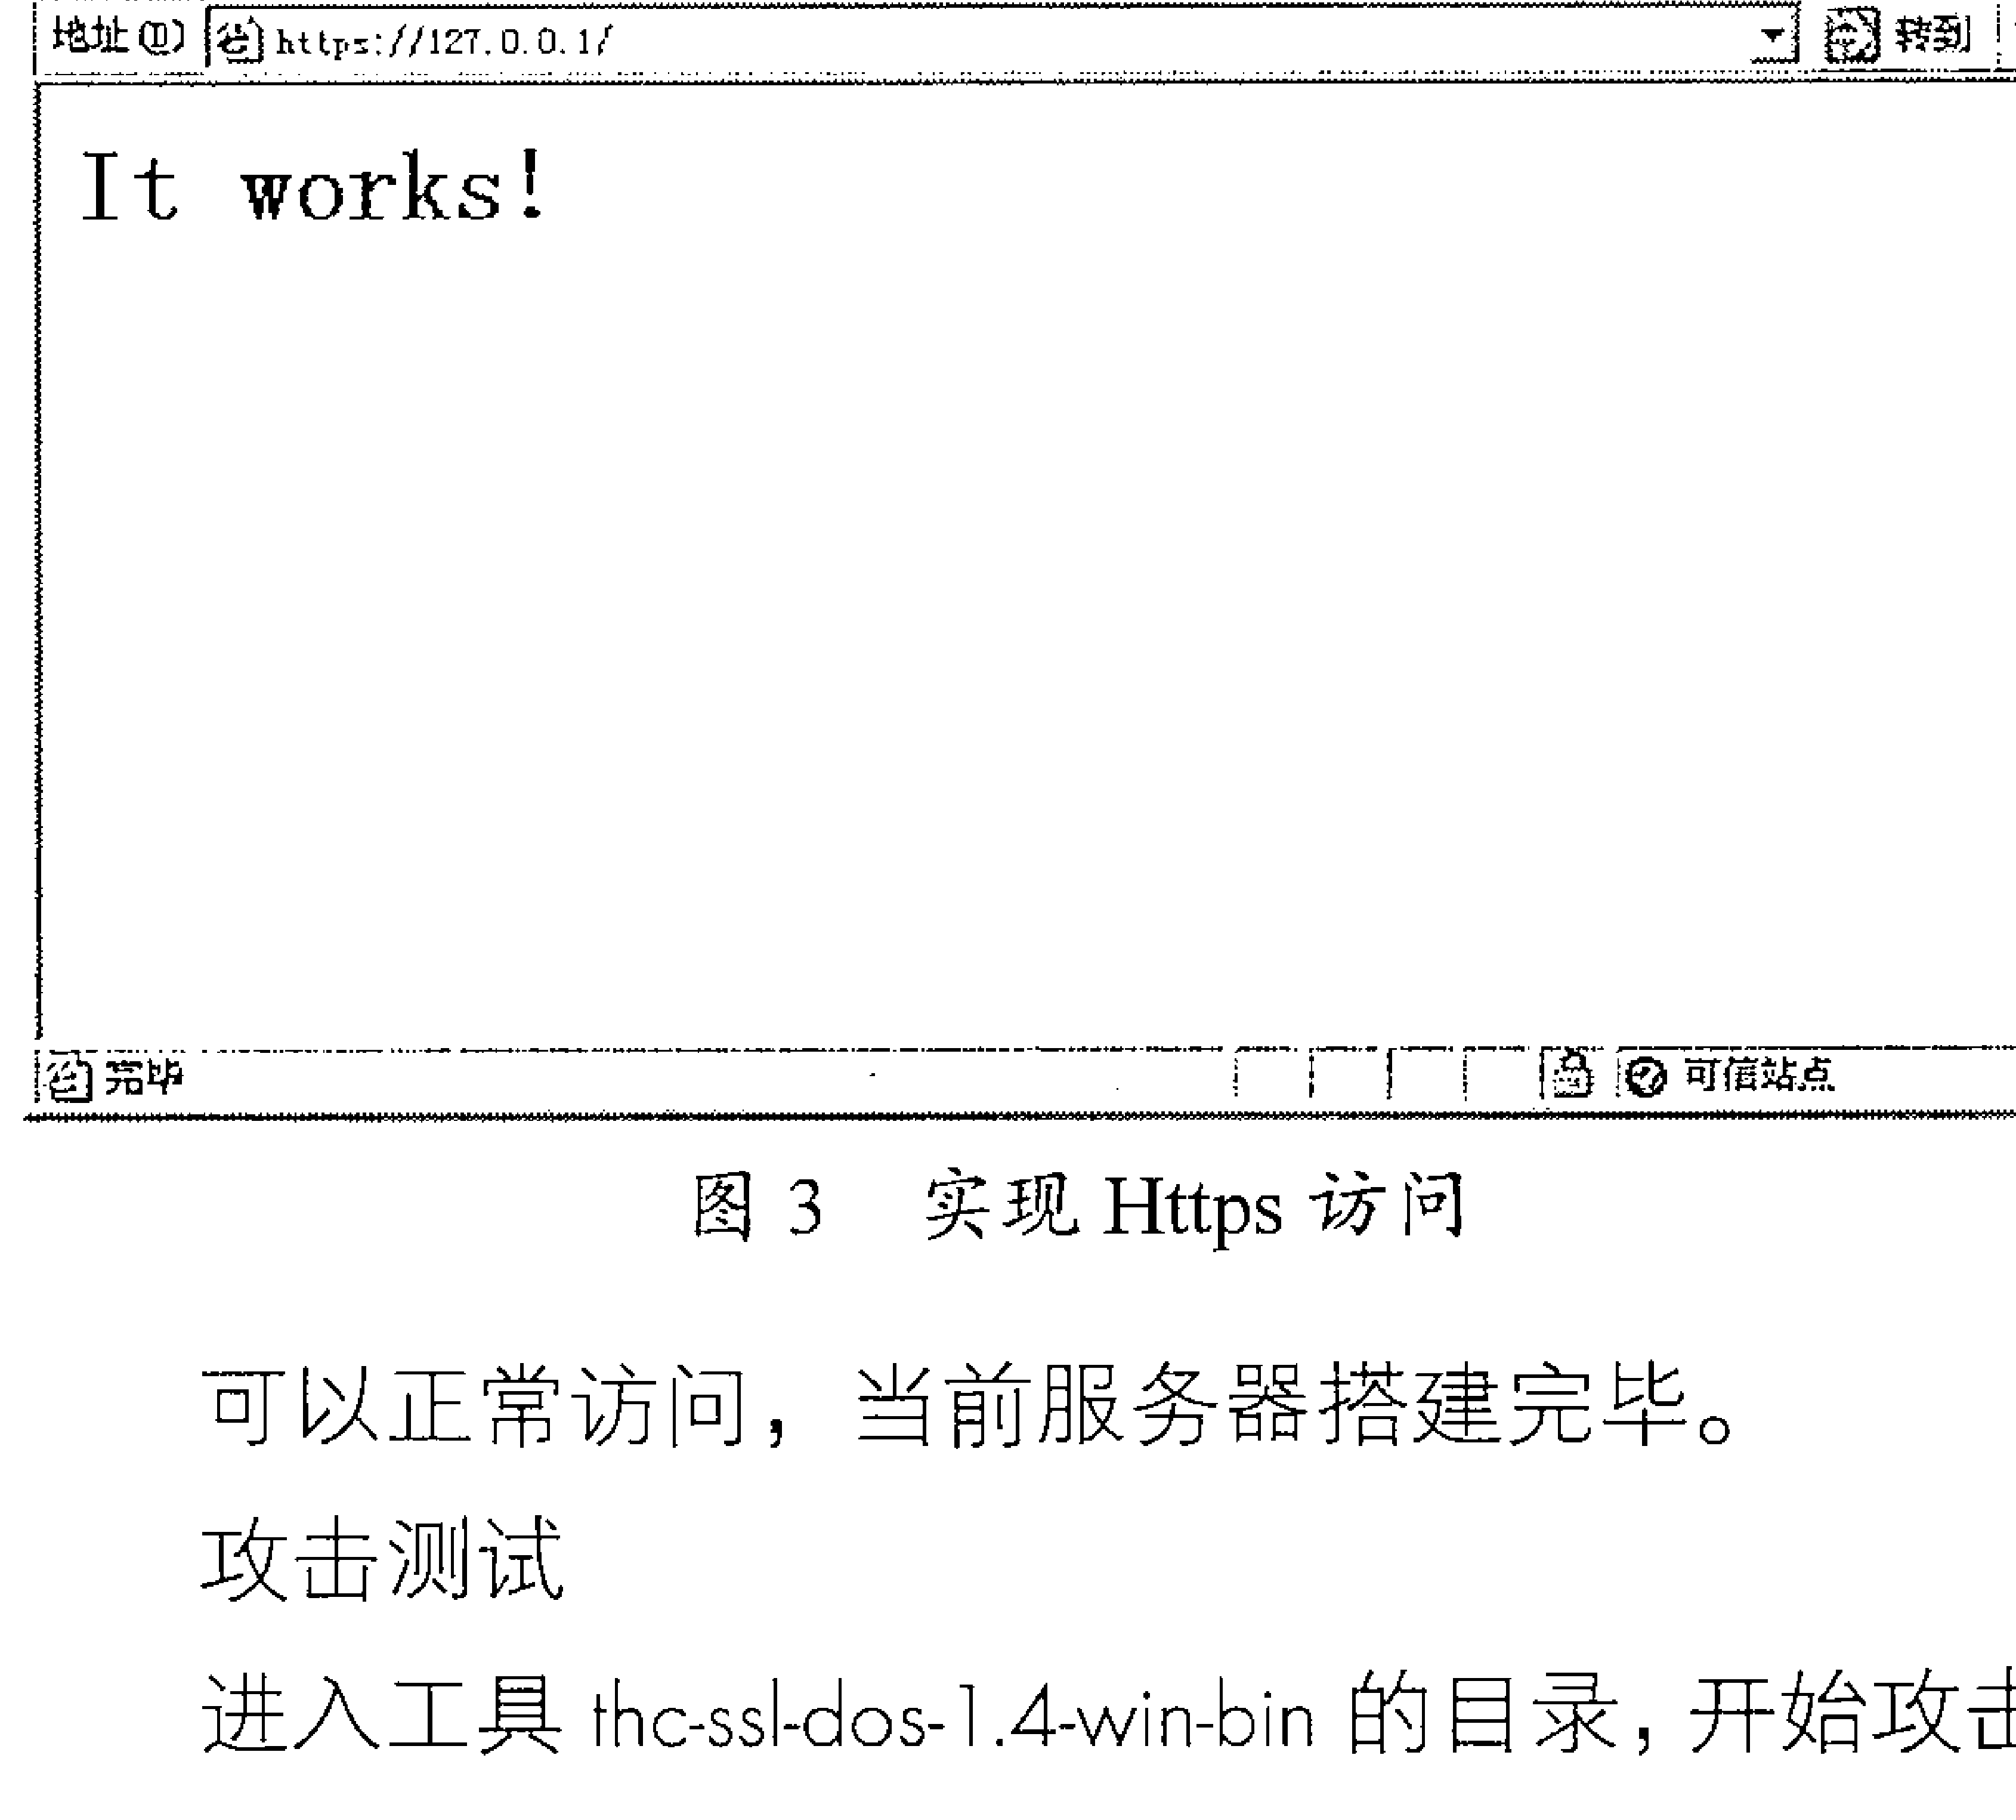 地址(D) https://127.0.0.1/ 转到
It works!
完毕 可信站点
图 3 实现 Https 访问
可以正常访问，当前服务器搭建完毕。
攻击测试
进入工具 thc-ssl-dos-1.4-win-bin 的目录，开始攻击